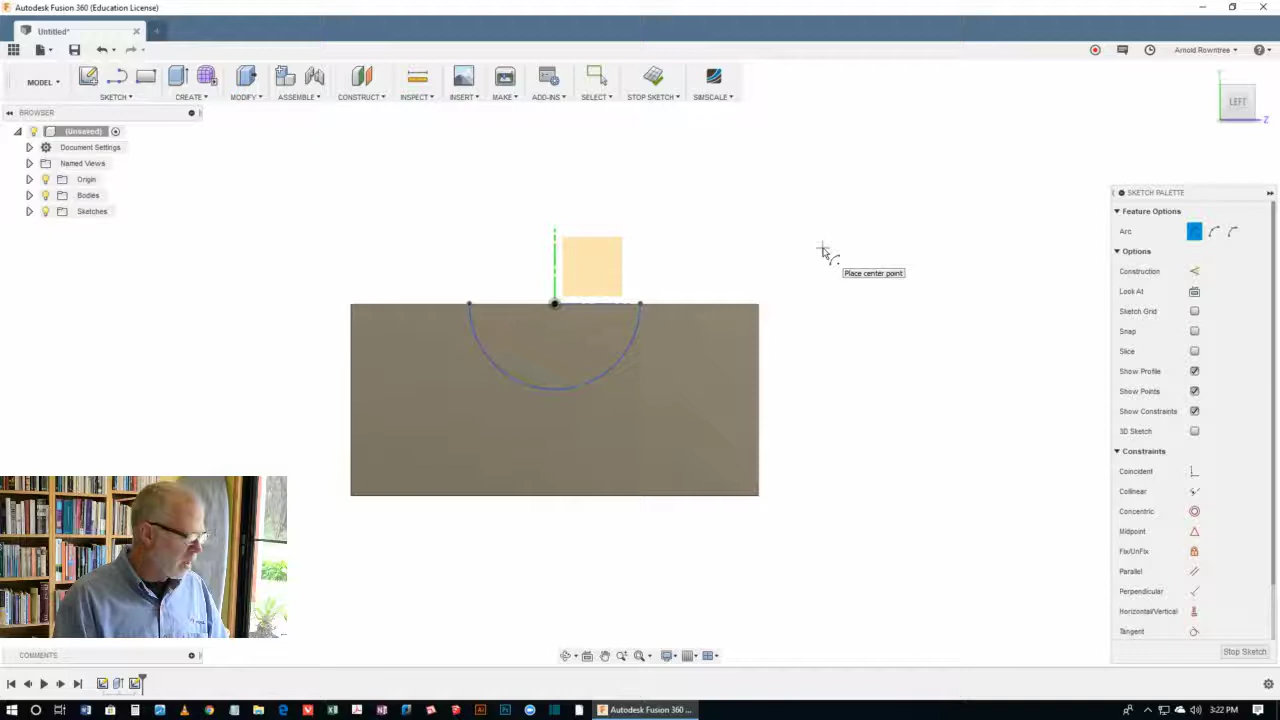 Autodesk Fusion 360 (Education License)
Untitled*
Arnold Rowntree
MODEL
SKETCH
CREATE
MODIFY
ASSEMBLE
CONSTRUCT
INSPECT
INSERT
MAKE
ADD-INS
SELECT
STOP SKETCH
SIMSCALE
Y
LEFT
Z
BROWSER
(Unsaved)
Document Settings
Named Views
Origin
Bodies
Sketches
Place center point
SKETCH PALETTE
Feature Options
Arc
Options
Construction
Look At
Sketch Grid
Snap
Slice
Show Profile
Show Points
Show Constraints
3D Sketch
Constraints
Coincident
Collinear
Concentric
Midpoint
Fix/UnFix
Parallel
Perpendicular
Horizontal/Vertical
Tangent
Stop Sketch
COMMENTS
Autodesk Fusion 360 ...
3:22 PM